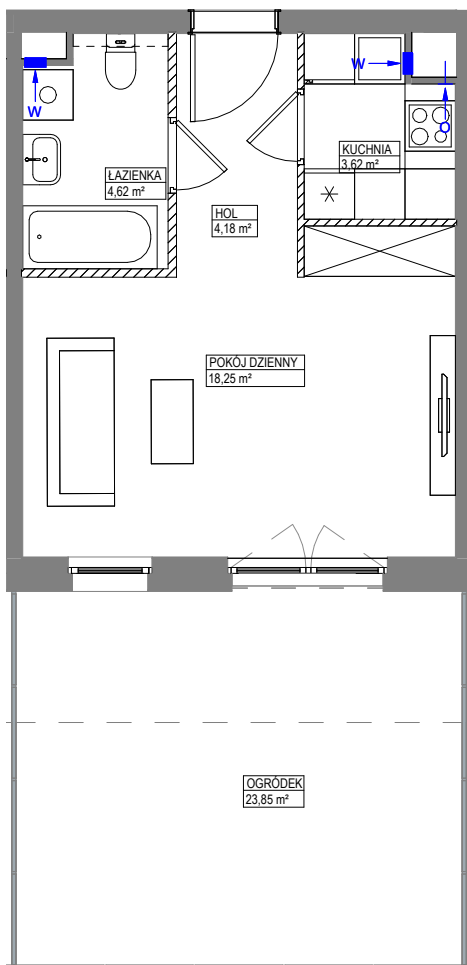 W
W
O
ŁAZIENKA
4,62 m²
KUCHNIA
3,62 m²
HOL
4,18 m²
POKÓJ DZIENNY
18,25 m²
OGRÓDEK
23,85 m²